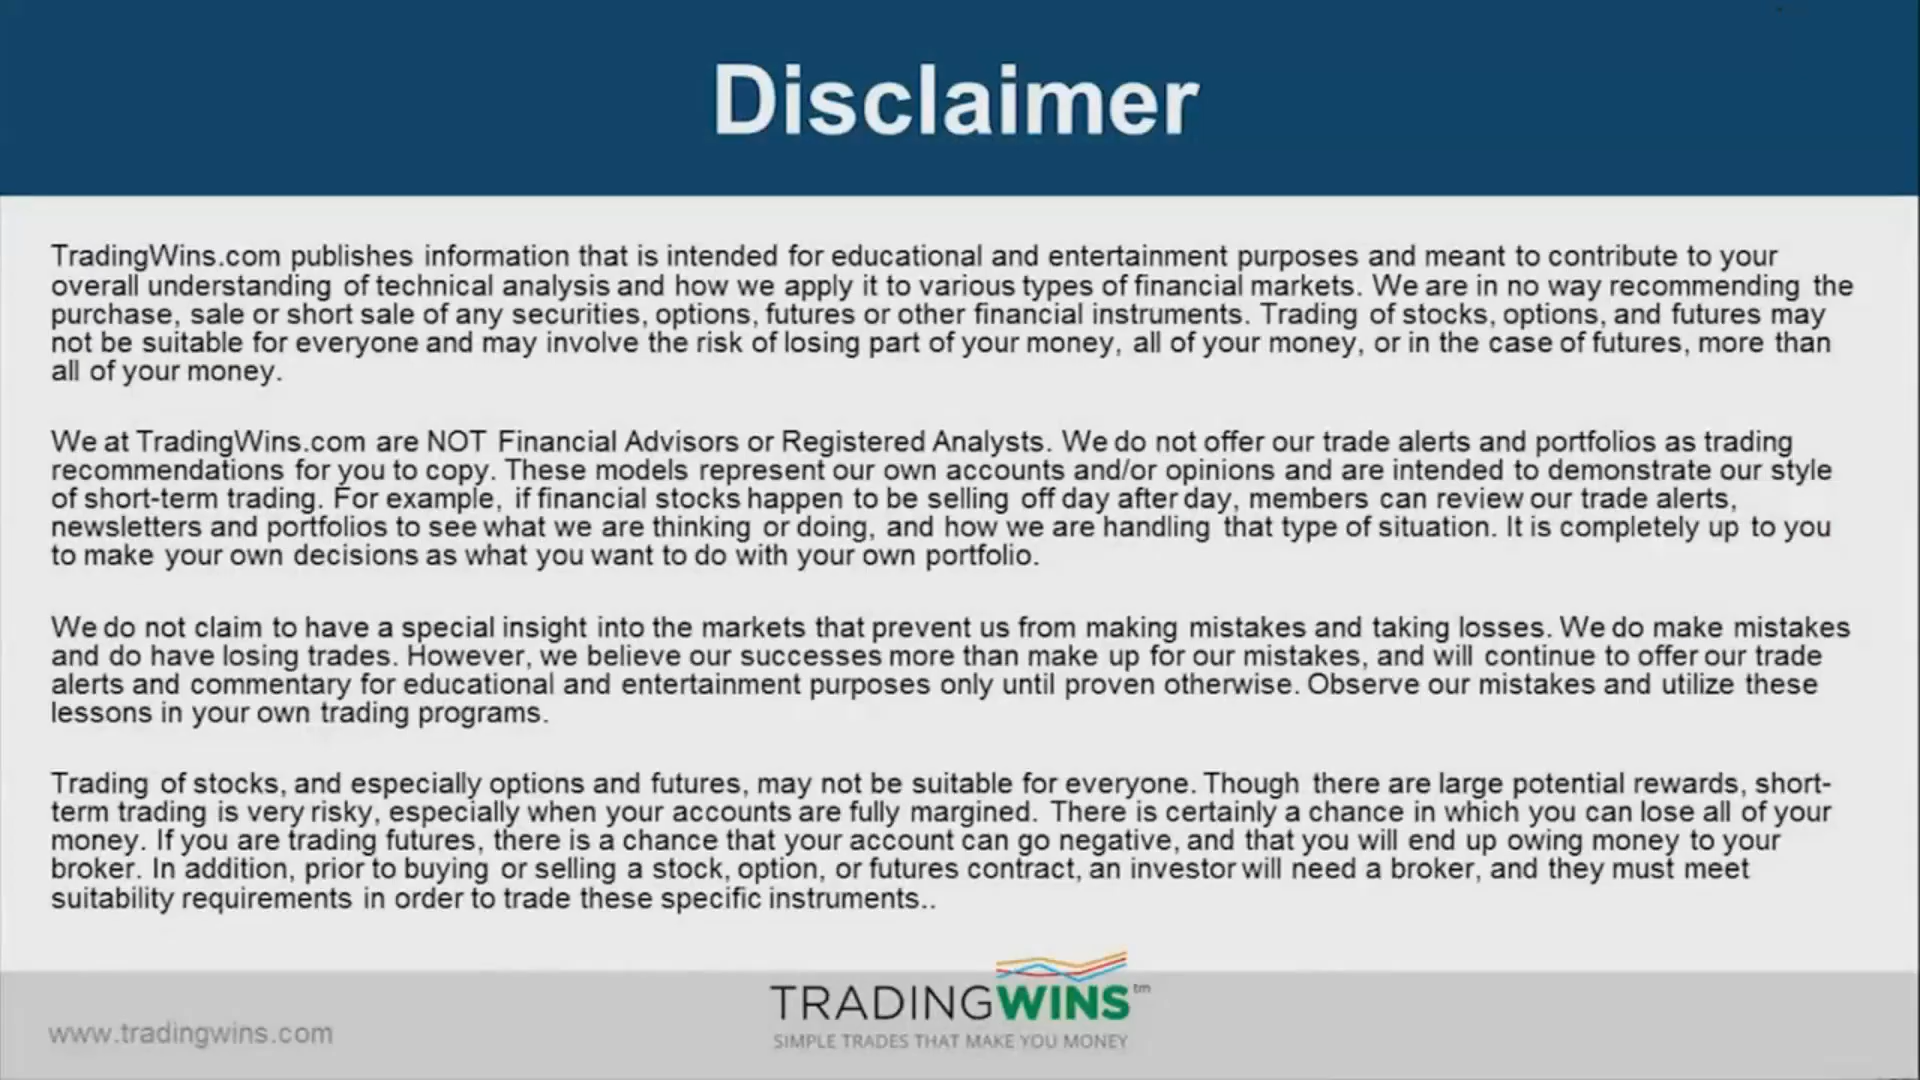 Disclaimer
TradingWins.com publishes information that is intended for educational and entertainment purposes and meant to contribute to your
overall understanding of technical analysis and how we apply it to various types of financial markets. We are in no way recommending the
purchase, sale or short sale of any securities, options, futures or other financial instruments. Trading of stocks, options, and futures may
not be suitable for everyone and may involve the risk of losing part of your money, all of your money, or in the case of futures, more than
all of your money.
We at TradingWins.com are NOT Financial Advisors or Registered Analysts. We do not offer our trade alerts and portfolios as trading
recommendations for you to copy. These models represent our own accounts and/or opinions and are intended to demonstrate our style
of short-term trading. For example, if financial stocks happen to be selling off day after day, members can review our trade alerts,
newsletters and portfolios to see what we are thinking or doing, and how we are handling that type of situation. It is completely up to you
to make your own decisions as what you want to do with your own portfolio.
We do not claim to have a special insight into the markets that prevent us from making mistakes and taking losses. We do make mistakes
and do have losing trades. However, we believe our successes more than make up for our mistakes, and will continue to offer our trade
alerts and commentary for educational and entertainment purposes only until proven otherwise. Observe our mistakes and utilize these
lessons in your own trading programs.
Trading of stocks, and especially options and futures, may not be suitable for everyone. Though there are large potential rewards, short-
term trading is very risky, especially when your accounts are fully margined. There is certainly a chance in which you can lose all of your
money. If you are trading futures, there is a chance that your account can go negative, and that you will end up owing money to your
broker. In addition, prior to buying or selling a stock, option, or futures contract, an investor will need a broker, and they must meet
suitability requirements in order to trade these specific instruments..
TRADINGWINS tm
SIMPLE TRADES THAT MAKE YOU MONEY
www.tradingwins.com